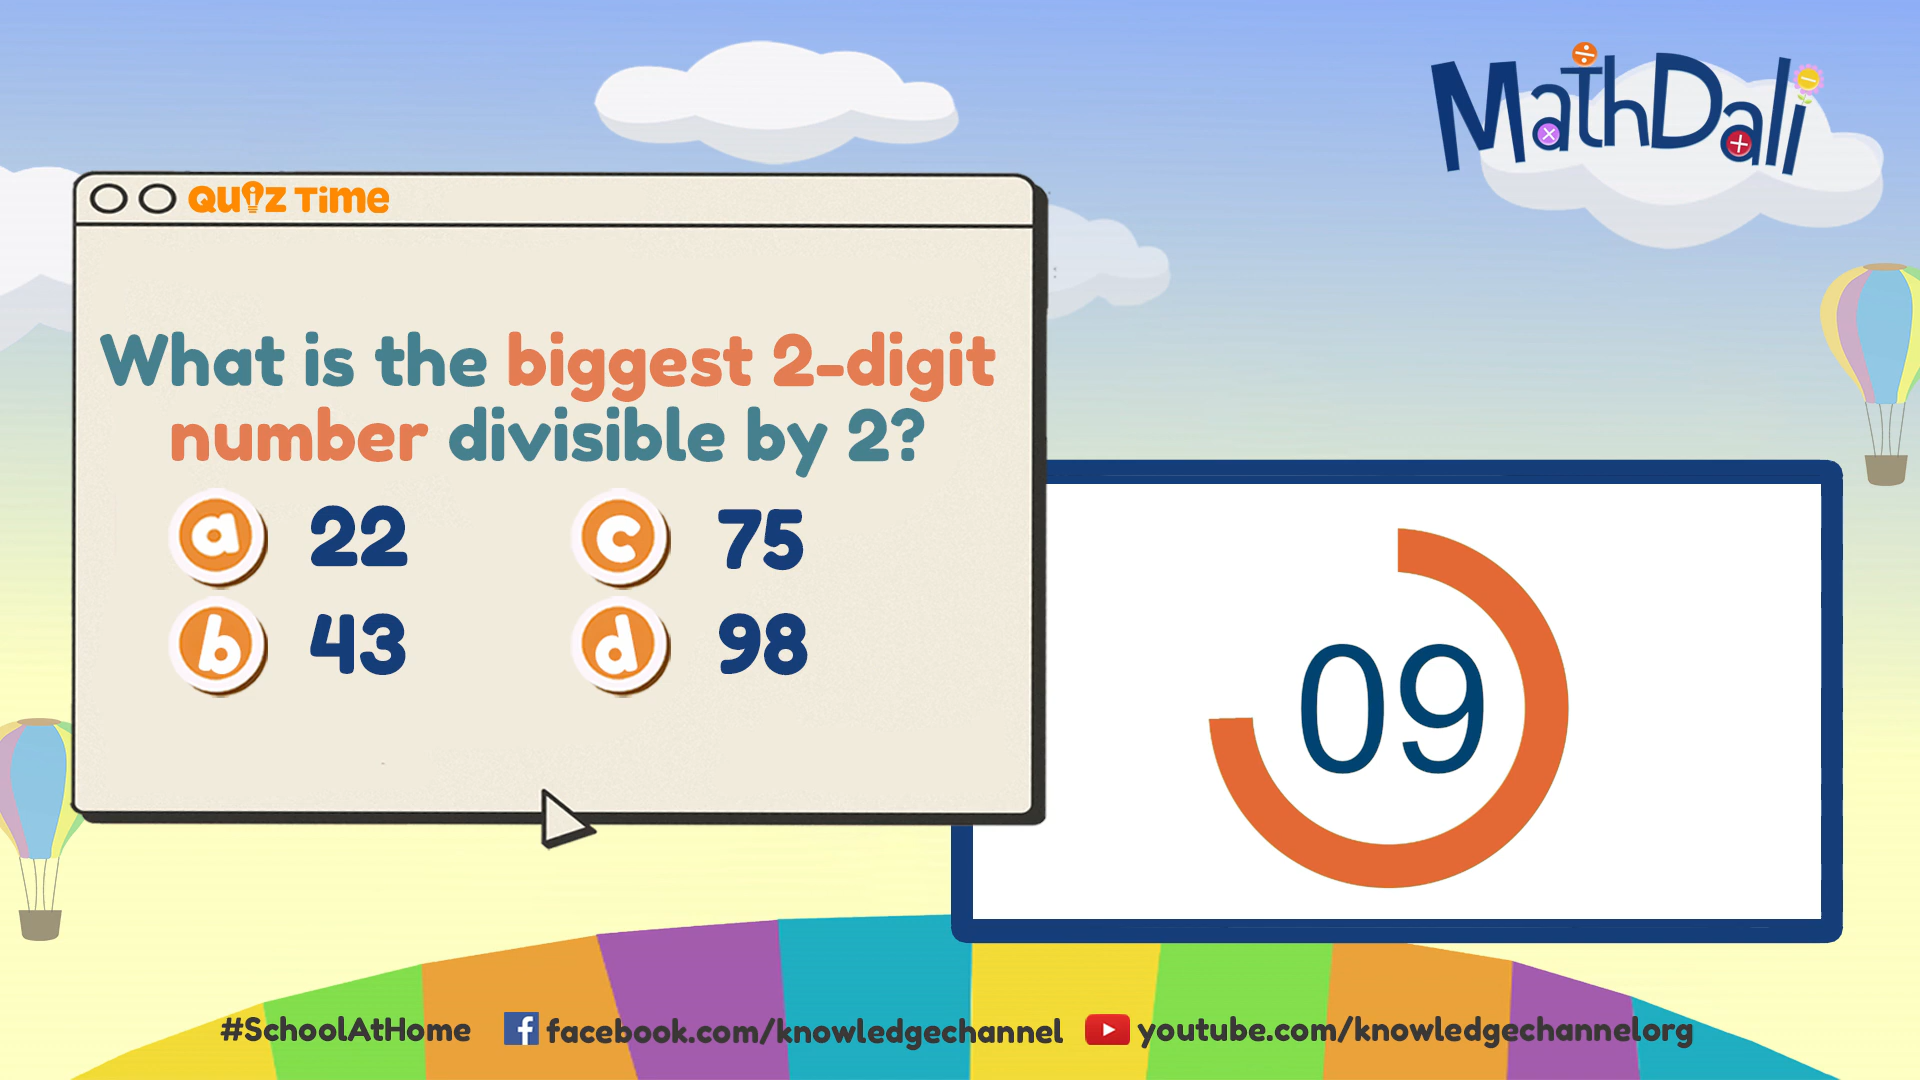 MathDali
QUIZ TIME
What is the biggest 2-digit
number divisible by 2?
a 22
c 75
b 43
d 98
09
#SchoolAtHome
facebook.com/knowledgechannel
youtube.com/knowledgechannelorg